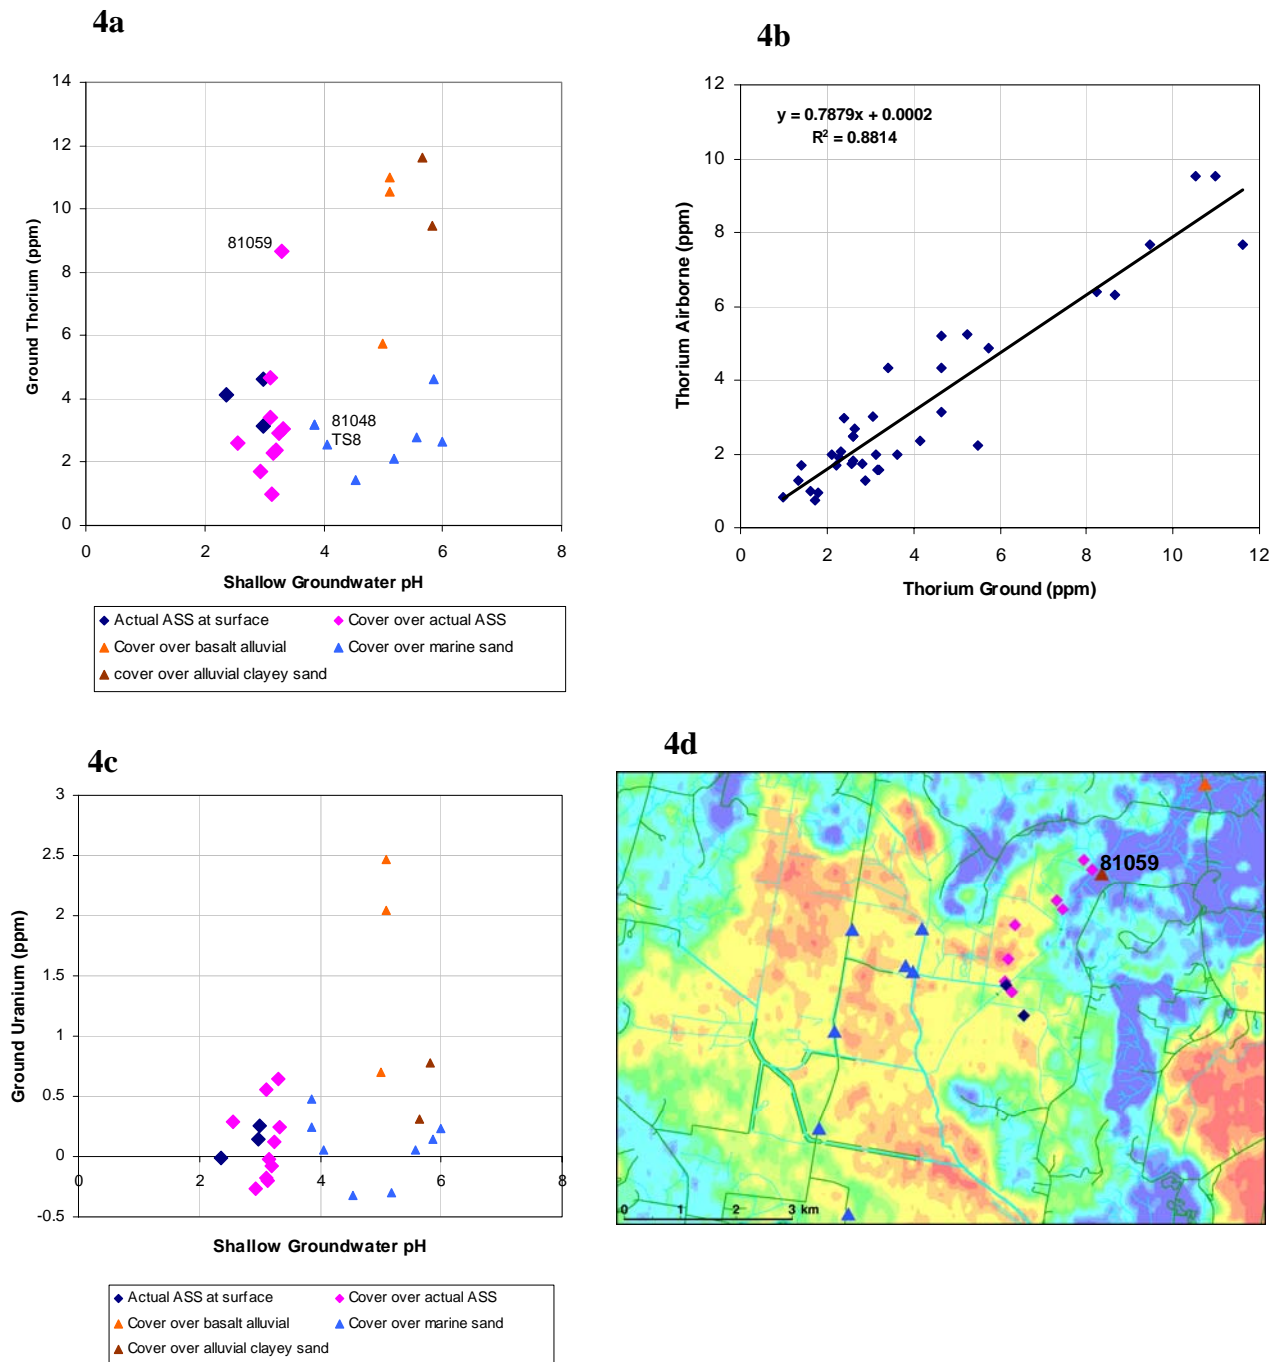 4a
14
12
10
8
6
4
2
0
Ground Thorium (ppm)
81059
81048
TS8
0 2 4 6 8
Shallow Groundwater pH
Actual ASS at surface Cover over actual ASS
Cover over basalt alluvial Cover over marine sand
cover over alluvial clayey sand
4b
12
10
8
6
4
2
0
Thorium Airborne (ppm)
y = 0.7879x + 0.0002
R² = 0.8814
0 2 4 6 8 10 12
Thorium Ground (ppm)
4c
3
2.5
2
1.5
1
0.5
0
-0.5
Ground Uranium (ppm)
0 2 4 6 8
Shallow Groundwater pH
Actual ASS at surface Cover over actual ASS
Cover over basalt alluvial Cover over marine sand
Cover over alluvial clayey sand
4d
81059
0 1 2 3 km